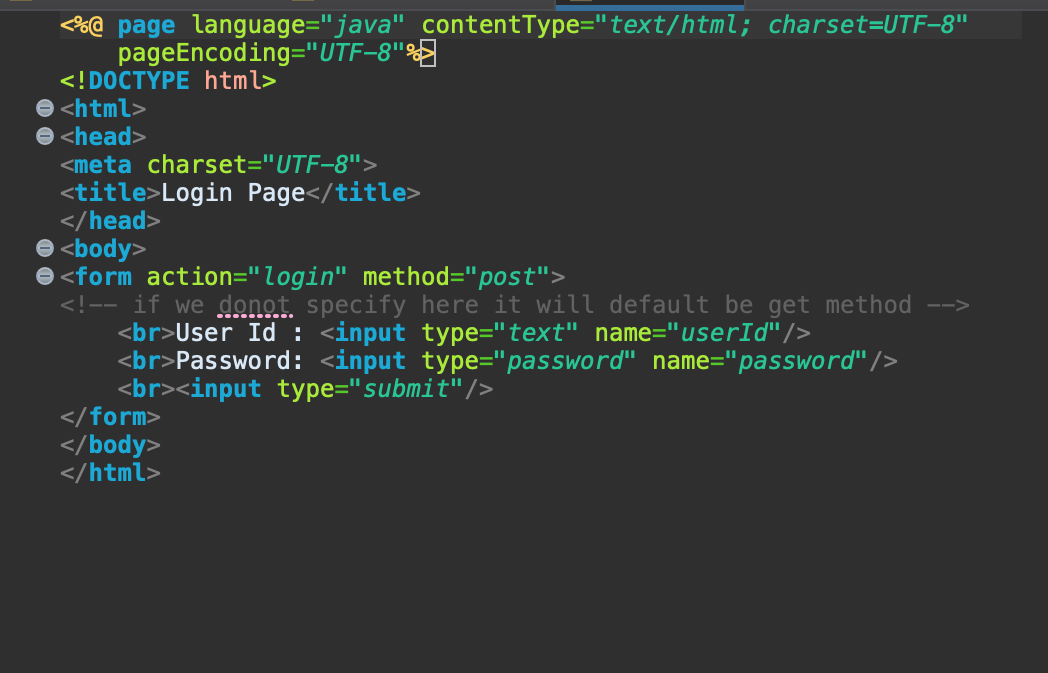 <%@ page language="java" contentType="text/html; charset=UTF-8"
    pageEncoding="UTF-8"%>
<!DOCTYPE html>
<html>
<head>
<meta charset="UTF-8">
<title>Login Page</title>
</head>
<body>
<form action="login" method="post">
<!-- if we donot specify here it will default be get method -->
    <br>User Id : <input type="text" name="userId"/>
    <br>Password: <input type="password" name="password"/>
    <br><input type="submit"/>
</form>
</body>
</html>